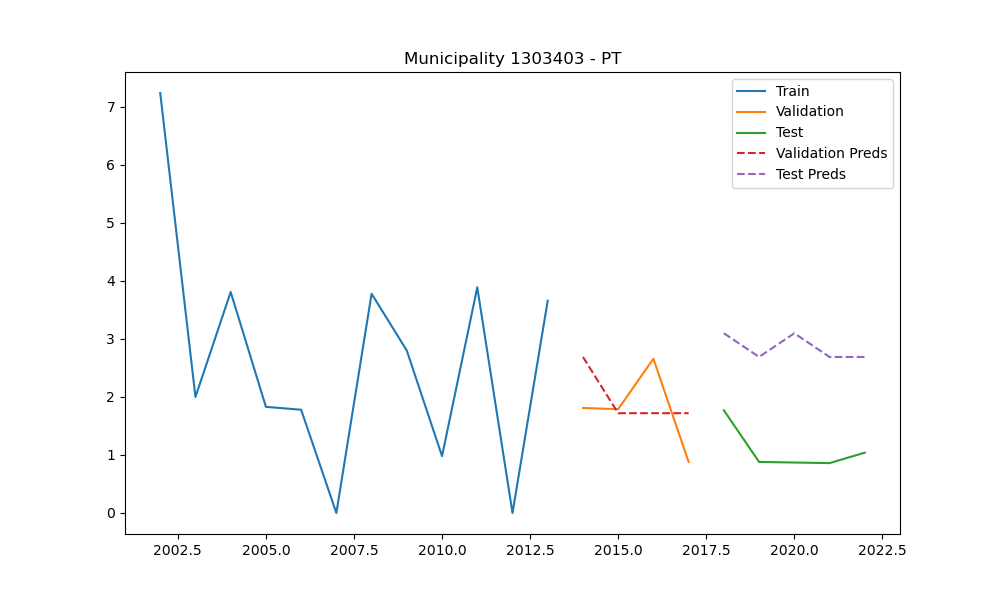 Municipality 1303403 - PT
Train
Validation
Test
Validation Preds
Test Preds
7
6
5
4
3
2
1
0
2002.5 2005.0 2007.5 2010.0 2012.5 2015.0 2017.5 2020.0 2022.5